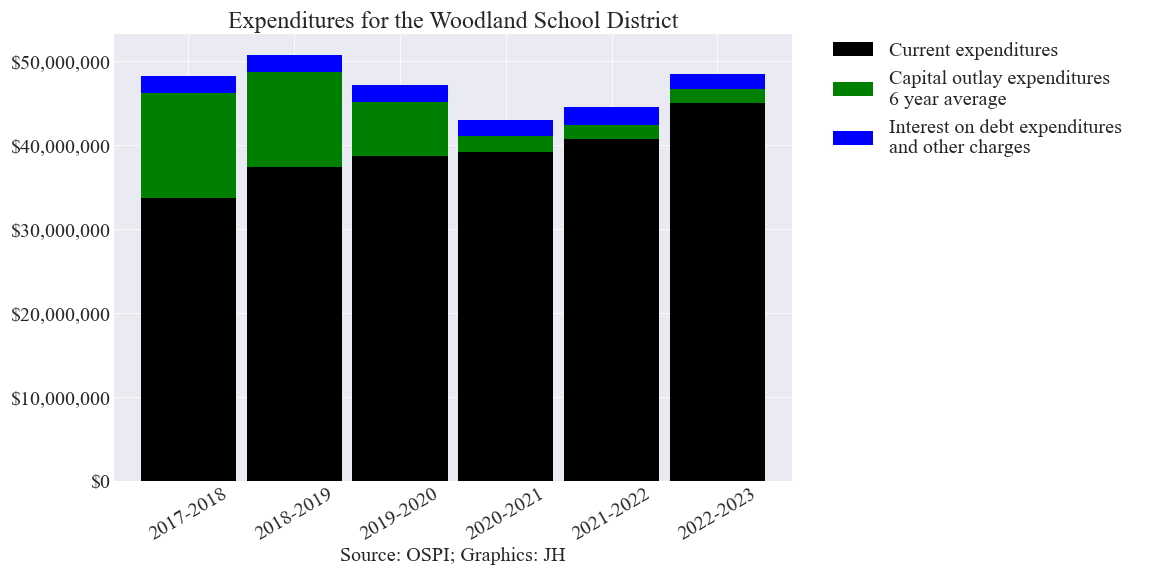 Expenditures for the Woodland School District
$50,000,000
$40,000,000
$30,000,000
$20,000,000
$10,000,000
$0
2017-2018
2018-2019
2019-2020
2020-2021
2021-2022
2022-2023
Source: OSPI; Graphics: JH
Current expenditures
Capital outlay expenditures
6 year average
Interest on debt expenditures
and other charges